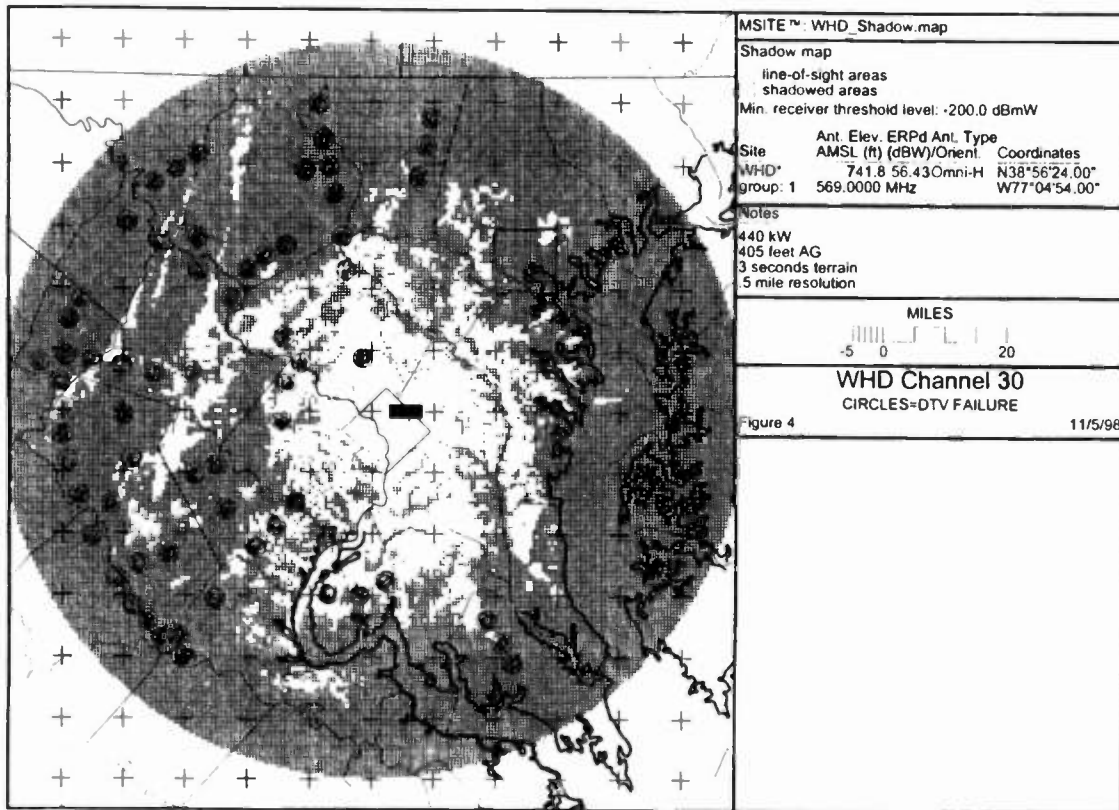 MSITE™: WHD_Shadow.map
Shadow map
line-of-sight areas
shadowed areas
Min. receiver threshold level: -200.0 dBmW
Ant. Elev. ERPd Ant. Type
Site AMSL (ft) (dBW)/Orient. Coordinates
WHD* 741.8 56.43 Omni-H N38°56'24.00"
group: 1 569.0000 MHz W77°04'54.00"
Notes
440 kW
405 feet AG
3 seconds terrain
.5 mile resolution
MILES
-5 0 20
WHD Channel 30
CIRCLES=DTV FAILURE
Figure 4 11/5/98